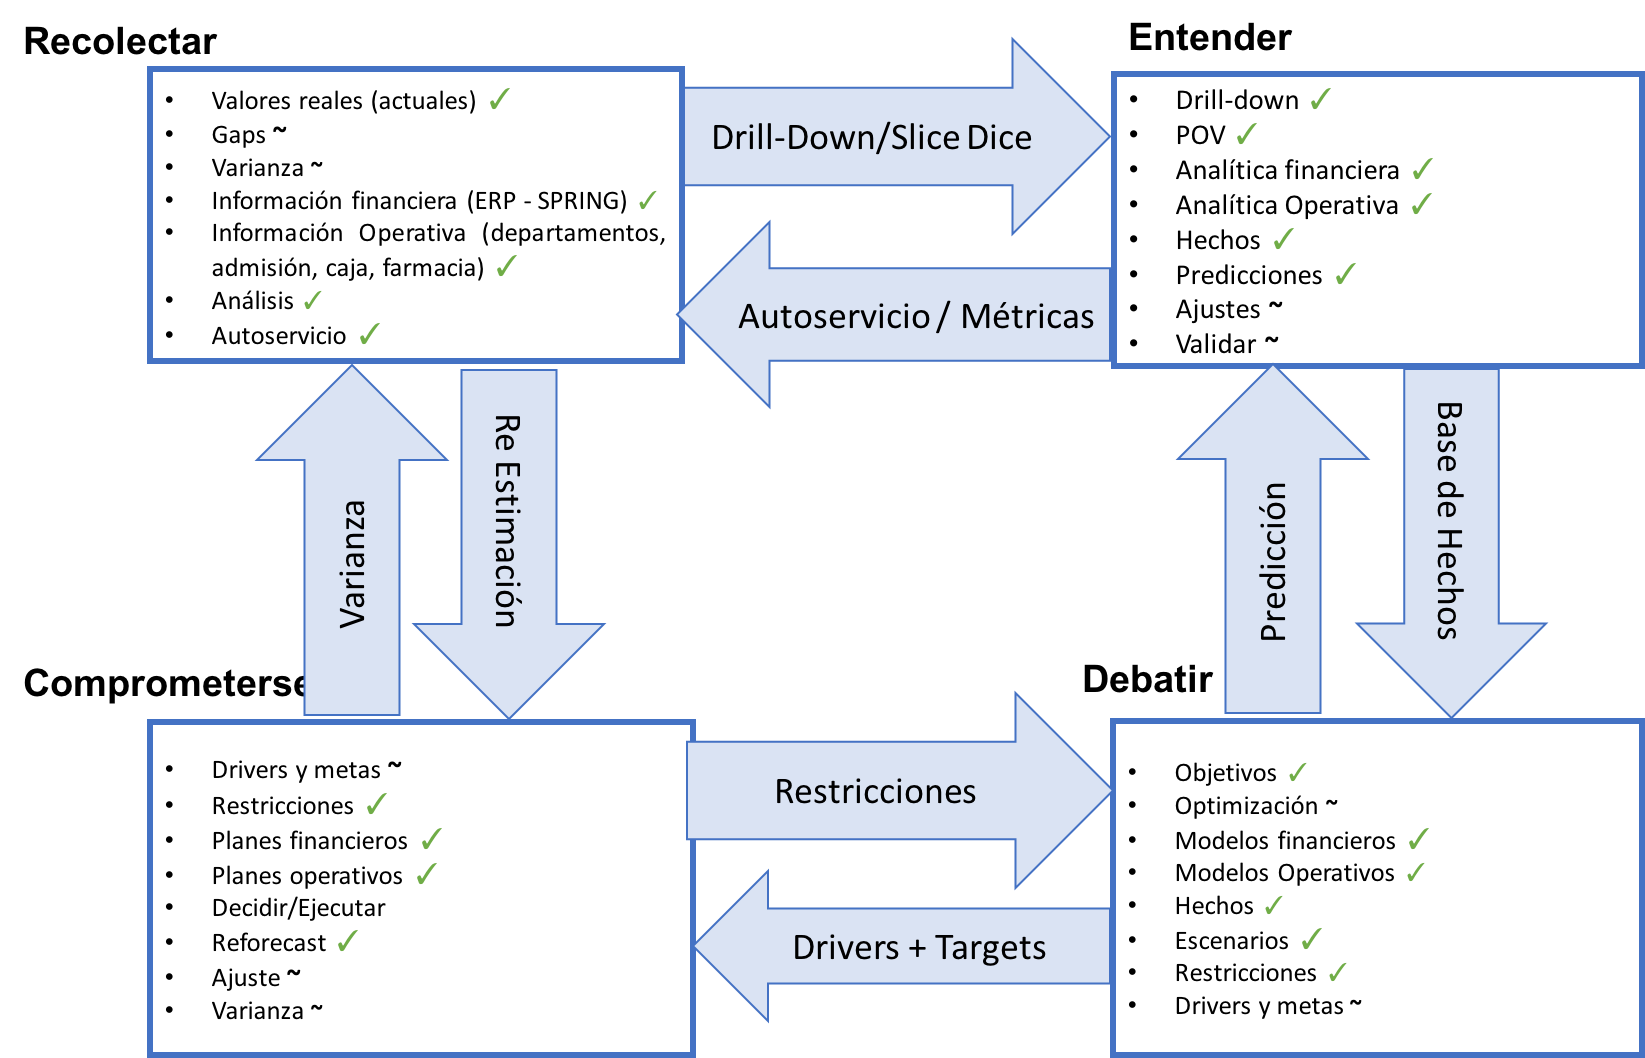 Recolectar
• Valores reales (actuales) ✓
• Gaps ~
• Varianza ~
• Información financiera (ERP - SPRING) ✓
• Información Operativa (departamentos,
admisión, caja, farmacia) ✓
• Análisis ✓
• Autoservicio ✓
Drill-Down/Slice Dice
Autoservicio / Métricas
Entender
• Drill-down ✓
• POV ✓
• Analítica financiera ✓
• Analítica Operativa ✓
• Hechos ✓
• Predicciones ✓
• Ajustes ~
• Validar ~
Varianza
Re Estimación
Predicción
Base de Hechos
Comprometerse
• Drivers y metas ~
• Restricciones ✓
• Planes financieros ✓
• Planes operativos ✓
• Decidir/Ejecutar
• Reforecast ✓
• Ajuste ~
• Varianza ~
Restricciones
Drivers + Targets
Debatir
• Objetivos ✓
• Optimización ~
• Modelos financieros ✓
• Modelos Operativos ✓
• Hechos ✓
• Escenarios ✓
• Restricciones ✓
• Drivers y metas ~